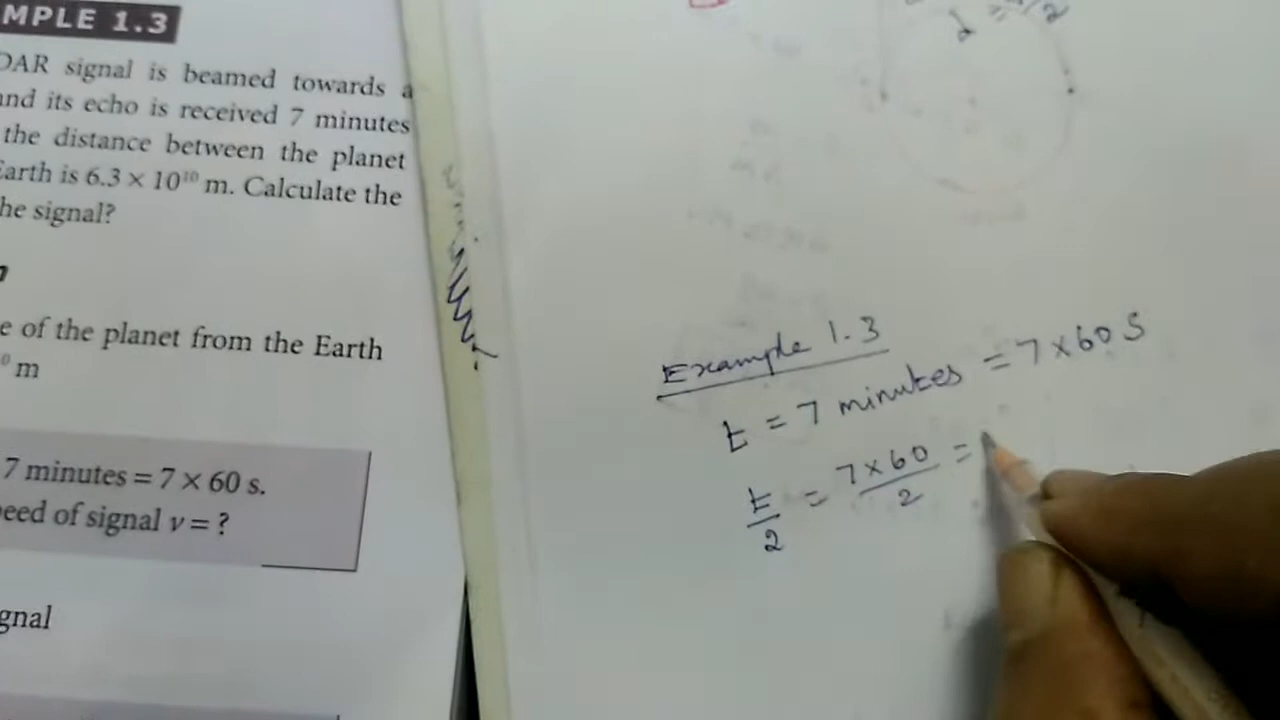 MPLE 1.3
DAR signal is beamed towards a
and its echo is received 7 minutes
the distance between the planet
Earth is 6.3 × 10¹⁰ m. Calculate the
he signal?
e of the planet from the Earth
⁰ m
7 minutes = 7 × 60 s.
eed of signal v = ?
gnal
Example 1.3
t = 7 minutes = 7×60 S
t/2 = 7×60/2 =